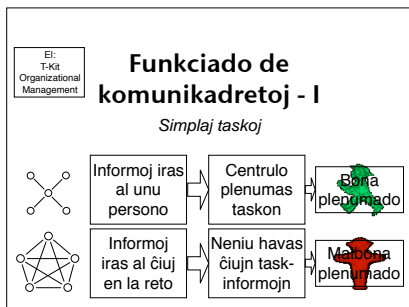 El:
T-Kit
Organizational
Management
Funkciado de
komunikadretoj - I
Simplaj taskoj
Informoj iras
al unu
persono
Centrulo
plenumas
taskon
Bona
plenumado
Informoj
iras al ĉiuj
en la reto
Neniu havas
ĉiujn task-
informojn
Malbona
plenumado